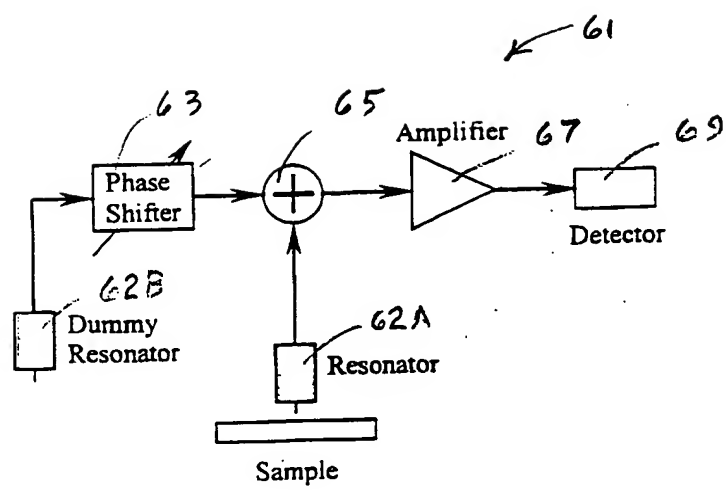 61
63
65
Amplifier
67
69
Phase
Shifter
Detector
62B
Dummy
Resonator
62A
Resonator
Sample